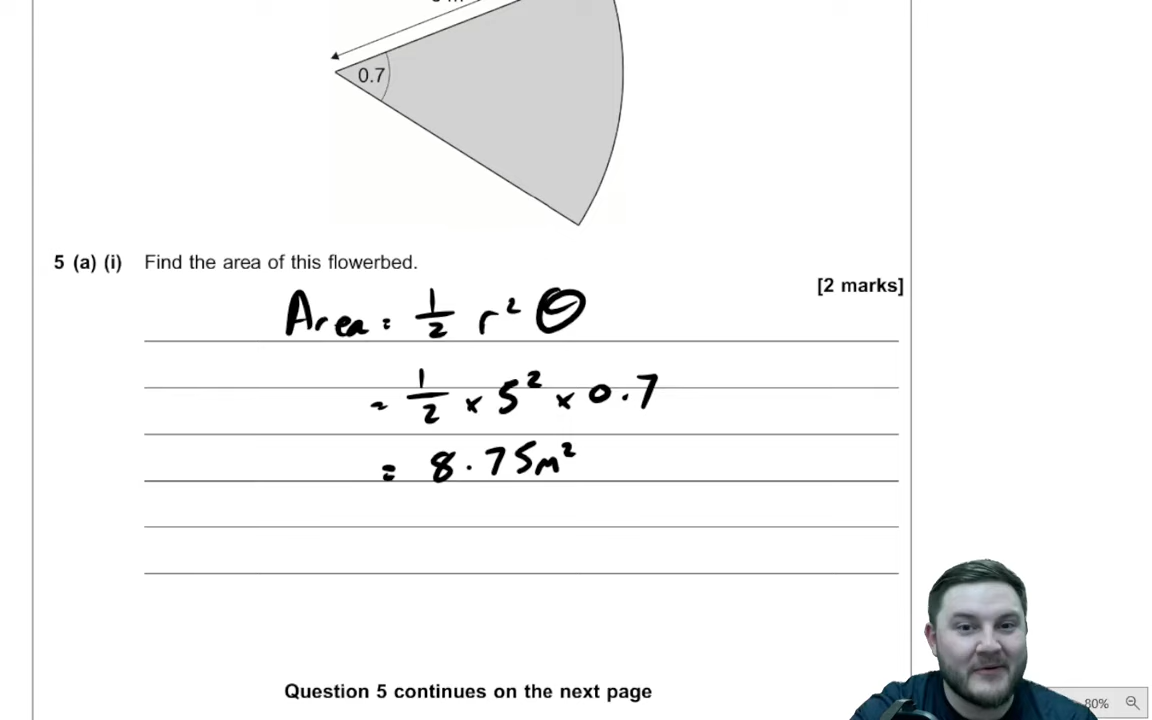 0.7
5 (a) (i) Find the area of this flowerbed.
[2 marks]
Area = 1/2 r² θ
= 1/2 × 5² × 0.7
= 8.75m²
Question 5 continues on the next page
80%